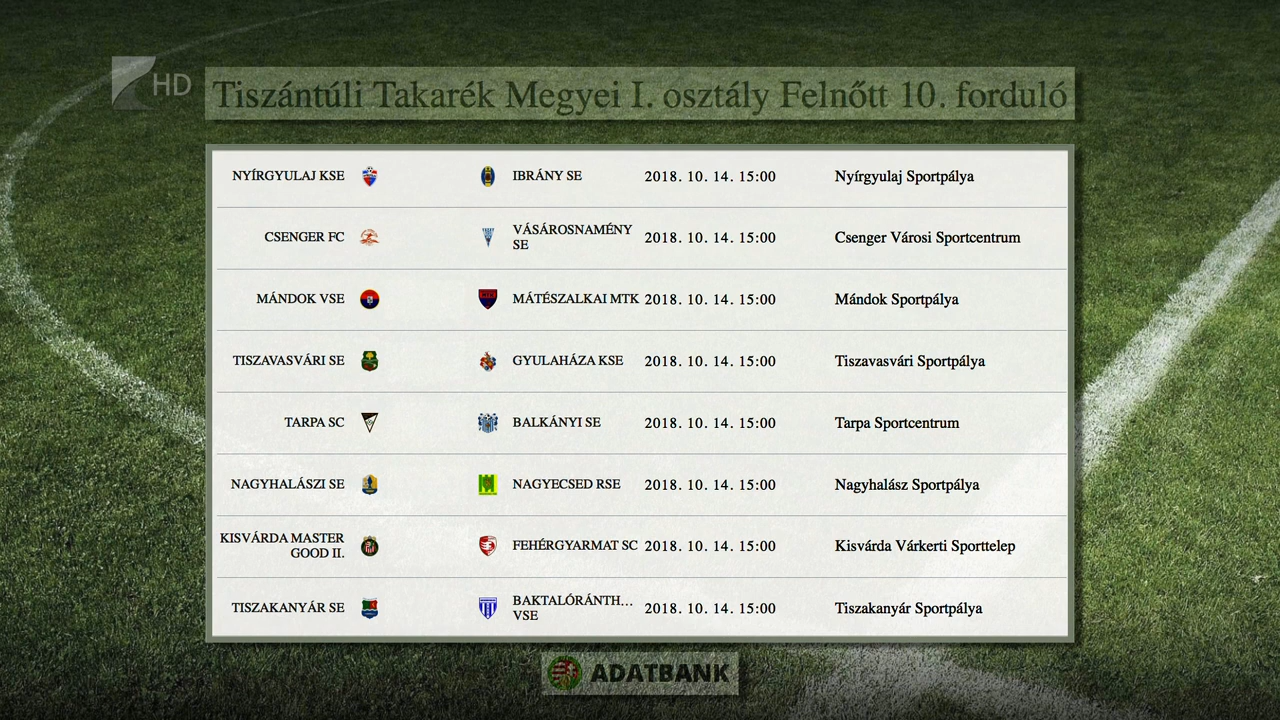 HD
Tiszántúli Takarék Megyei I. osztály Felnőtt 10. forduló
NYÍRGYULAJ KSE IBRÁNY SE 2018. 10. 14. 15:00 Nyírgyulaj Sportpálya
CSENGER FC VÁSÁROSNAMÉNY SE 2018. 10. 14. 15:00 Csenger Városi Sportcentrum
MÁNDOK VSE MÁTÉSZALKAI MTK 2018. 10. 14. 15:00 Mándok Sportpálya
TISZAVASVÁRI SE GYULAHÁZA KSE 2018. 10. 14. 15:00 Tiszavasvári Sportpálya
TARPA SC BALKÁNYI SE 2018. 10. 14. 15:00 Tarpa Sportcentrum
NAGYHALÁSZI SE NAGYECSED RSE 2018. 10. 14. 15:00 Nagyhalász Sportpálya
KISVÁRDA MASTER GOOD II. FEHÉRGYARMAT SC 2018. 10. 14. 15:00 Kisvárda Várkerti Sporttelep
TISZAKANYÁR SE BAKTALÓRÁNTH... VSE 2018. 10. 14. 15:00 Tiszakanyár Sportpálya
ADATBANK